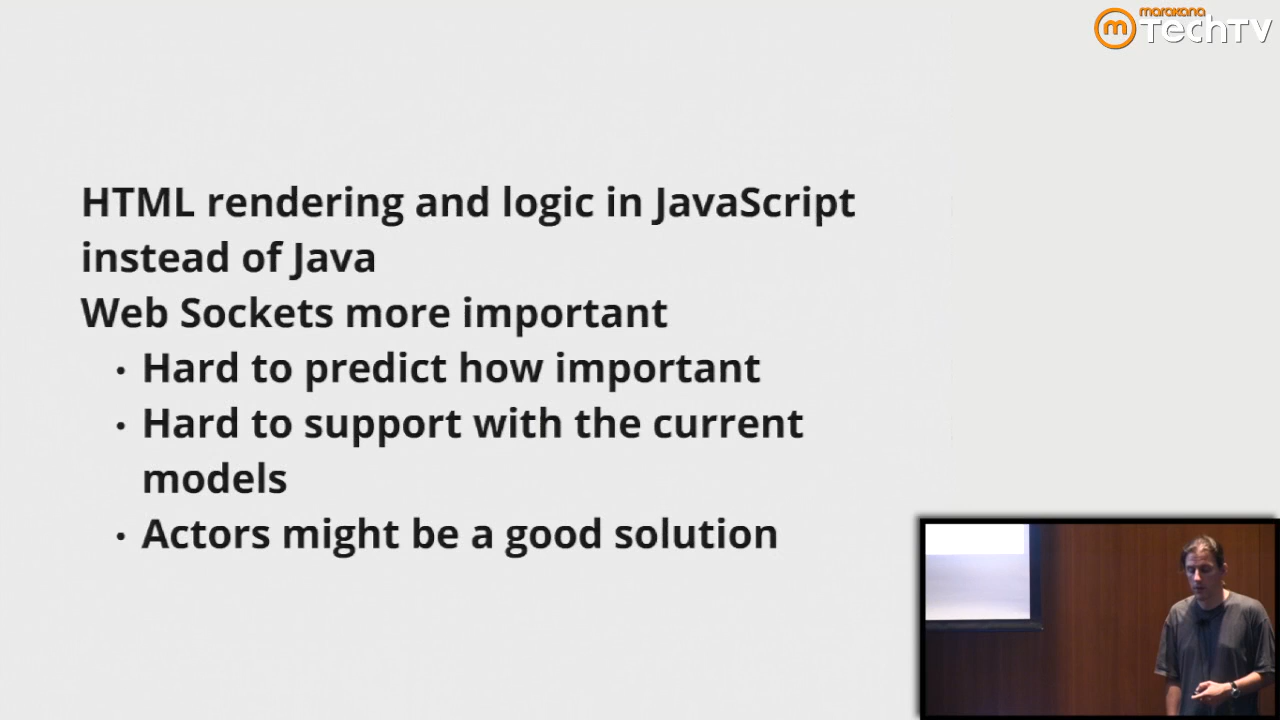 marakana
TechTV
HTML rendering and logic in JavaScript
instead of Java
Web Sockets more important
• Hard to predict how important
• Hard to support with the current
models
• Actors might be a good solution